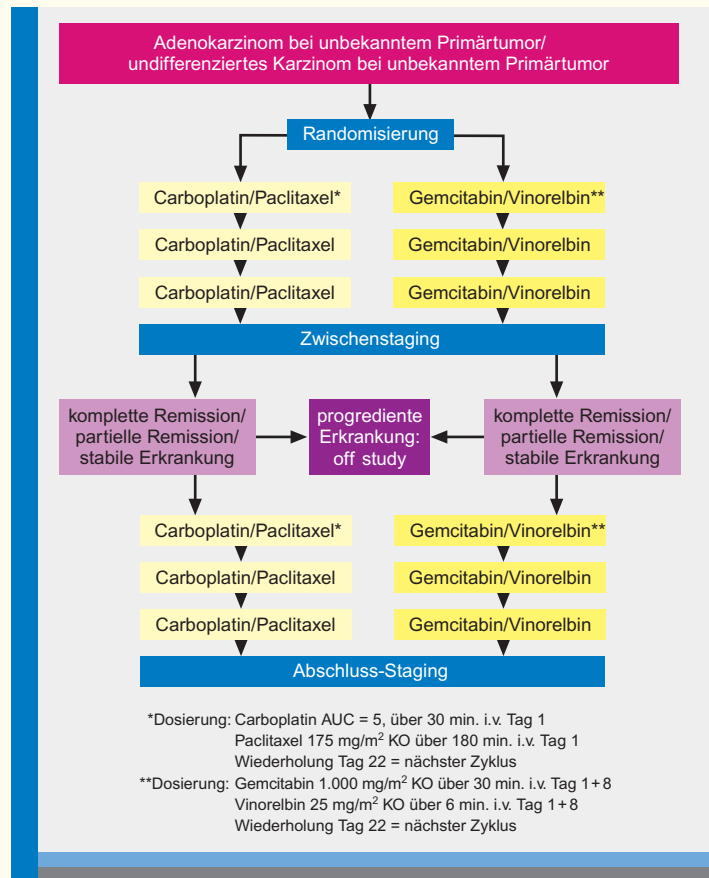 Adenokarzinom bei unbekanntem Primärtumor/
undifferenziertes Karzinom bei unbekanntem Primärtumor
Randomisierung
Carboplatin/Paclitaxel*
Gemcitabin/Vinorelbin**
Carboplatin/Paclitaxel
Gemcitabin/Vinorelbin
Carboplatin/Paclitaxel
Gemcitabin/Vinorelbin
Zwischenstaging
komplette Remission/
partielle Remission/
stabile Erkrankung
progrediente
Erkrankung:
off study
komplette Remission/
partielle Remission/
stabile Erkrankung
Carboplatin/Paclitaxel*
Gemcitabin/Vinorelbin**
Carboplatin/Paclitaxel
Gemcitabin/Vinorelbin
Carboplatin/Paclitaxel
Gemcitabin/Vinorelbin
Abschluss-Staging
*Dosierung: Carboplatin AUC = 5, über 30 min. i.v. Tag 1
Paclitaxel 175 mg/m² KO über 180 min. i.v. Tag 1
Wiederholung Tag 22 = nächster Zyklus
**Dosierung: Gemcitabin 1.000 mg/m² KO über 30 min. i.v. Tag 1+8
Vinorelbin 25 mg/m² KO über 6 min. i.v. Tag 1+8
Wiederholung Tag 22 = nächster Zyklus